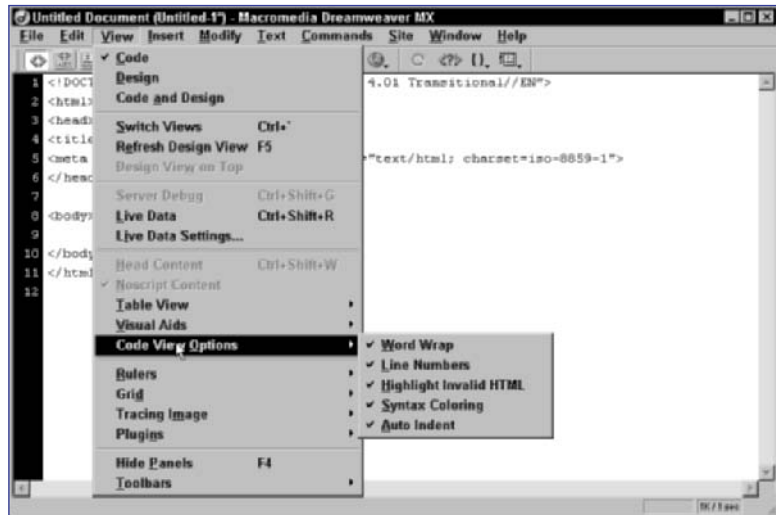 Untitled Document (Untitled-1*) - Macromedia Dreamweaver MX
File Edit View Insert Modify Text Commands Site Window Help
✓ Code
Design
Code and Design
Switch Views Ctrl+`
Refresh Design View F5
Design View on Top
Server Debug Ctrl+Shift+G
Live Data Ctrl+Shift+R
Live Data Settings...
Head Content Ctrl+Shift+W
✓ Noscript Content
Table View
Visual Aids
Code View Options
Rulers
Grid
Tracing Image
Plugins
Hide Panels F4
Toolbars
✓ Word Wrap
✓ Line Numbers
✓ Highlight Invalid HTML
✓ Syntax Coloring
✓ Auto Indent
1 <!DOCT 4.01 Transitional//EN">
2 <html>
3 <head>
4 <title
5 <meta "text/html; charset=iso-8859-1">
6 </head
7
8 <body>
9
10 </body
11 </html
12
1K / 1 sec